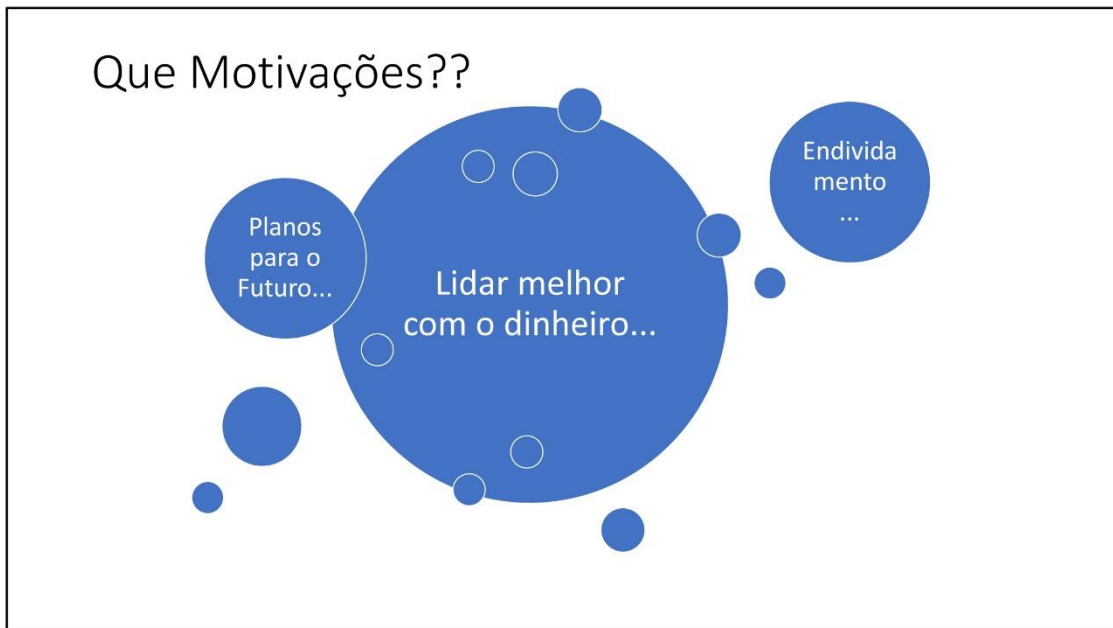 Que Motivações??
Planos
para o
Futuro...
Lidar melhor
com o dinheiro...
Endivida
mento
...